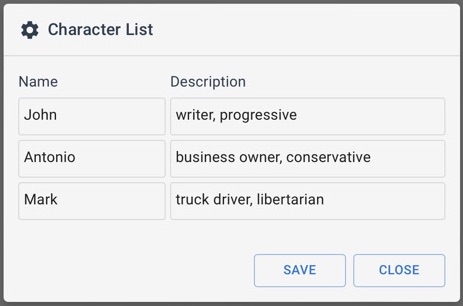 Character List
Name Description
John writer, progressive
Antonio business owner, conservative
Mark truck driver, libertarian
SAVE CLOSE